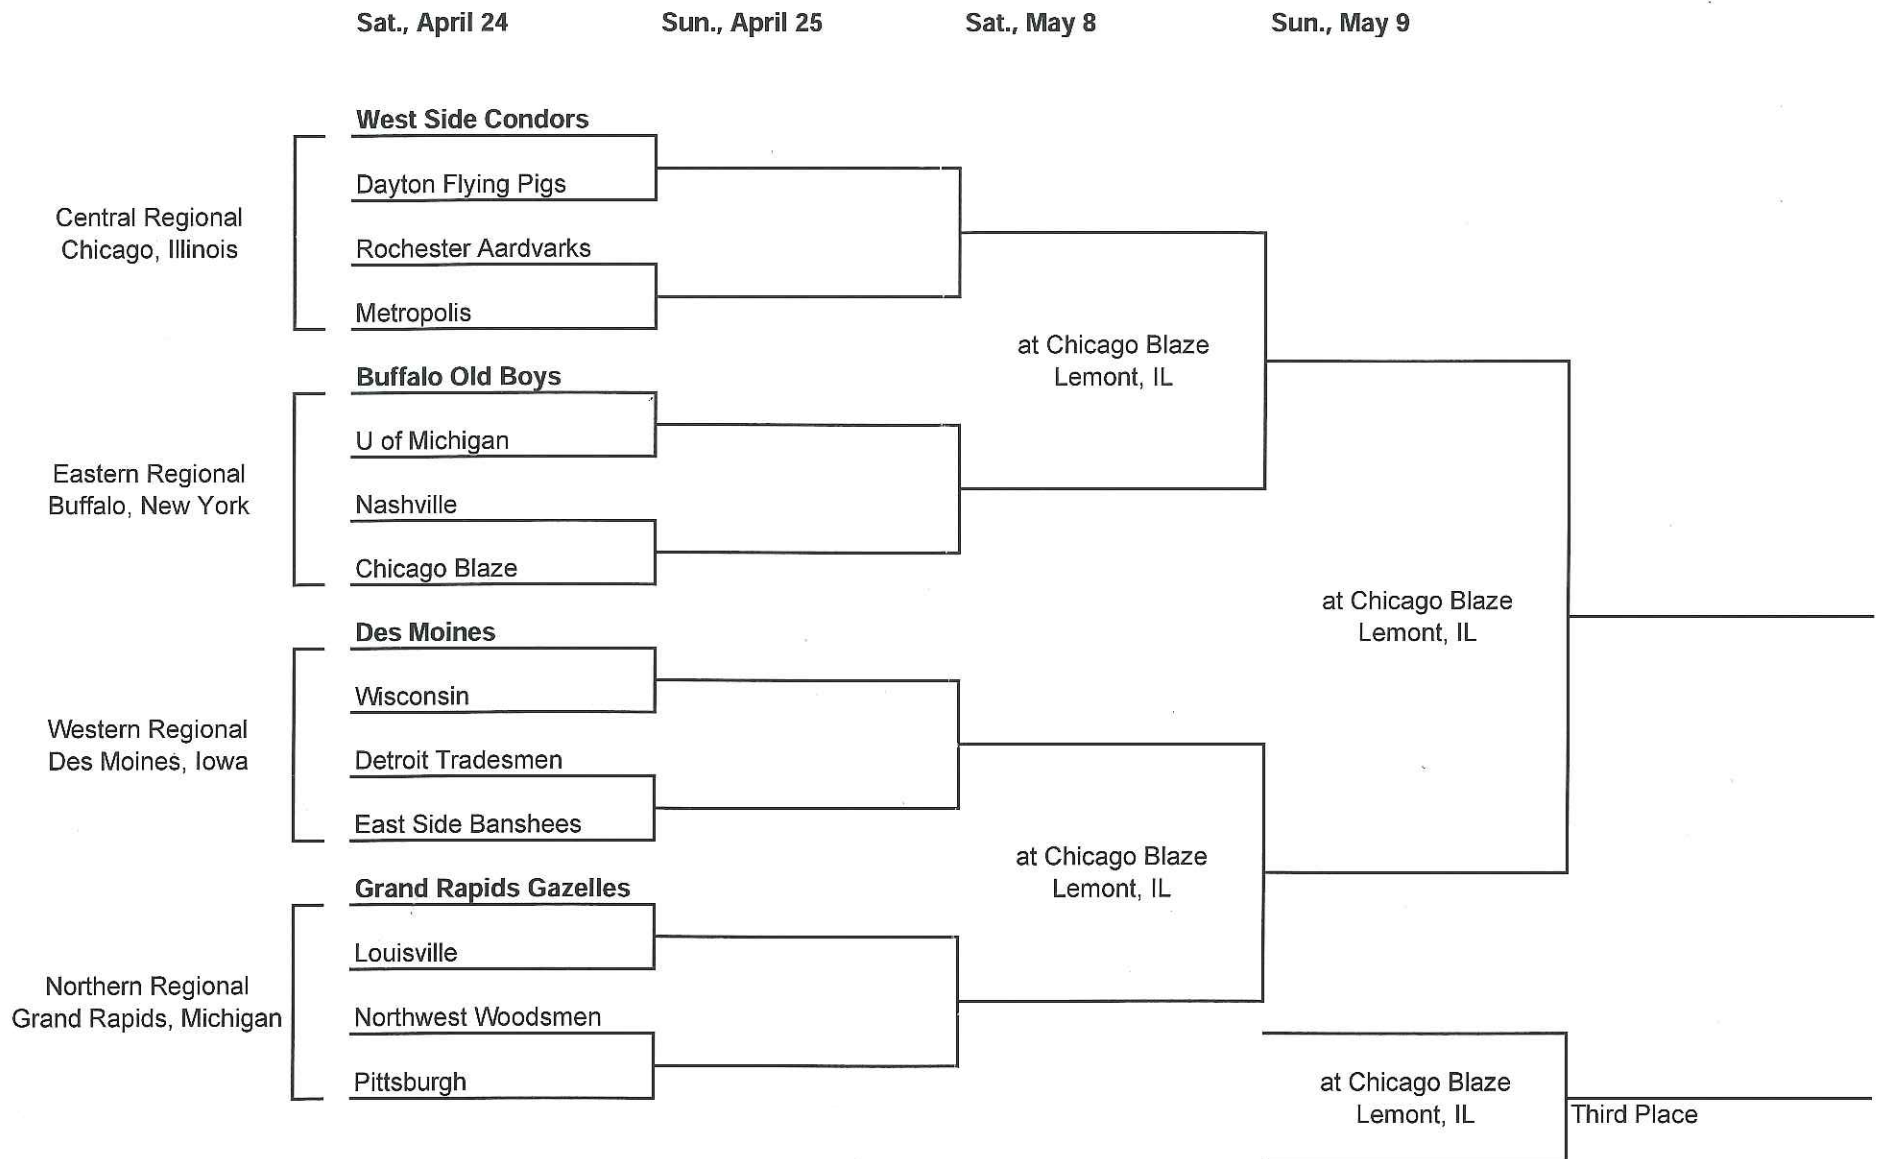 Sat., April 24 Sun., April 25 Sat., May 8 Sun., May 9
West Side Condors
Dayton Flying Pigs
Central Regional
Chicago, Illinois
Rochester Aardvarks
Metropolis
at Chicago Blaze
Lemont, IL
Buffalo Old Boys
U of Michigan
Eastern Regional
Buffalo, New York
Nashville
Chicago Blaze
at Chicago Blaze
Lemont, IL
Des Moines
Wisconsin
Western Regional
Des Moines, Iowa
Detroit Tradesmen
East Side Banshees
at Chicago Blaze
Lemont, IL
Grand Rapids Gazelles
Louisville
Northern Regional
Grand Rapids, Michigan
Northwest Woodsmen
Pittsburgh
at Chicago Blaze
Lemont, IL
Third Place